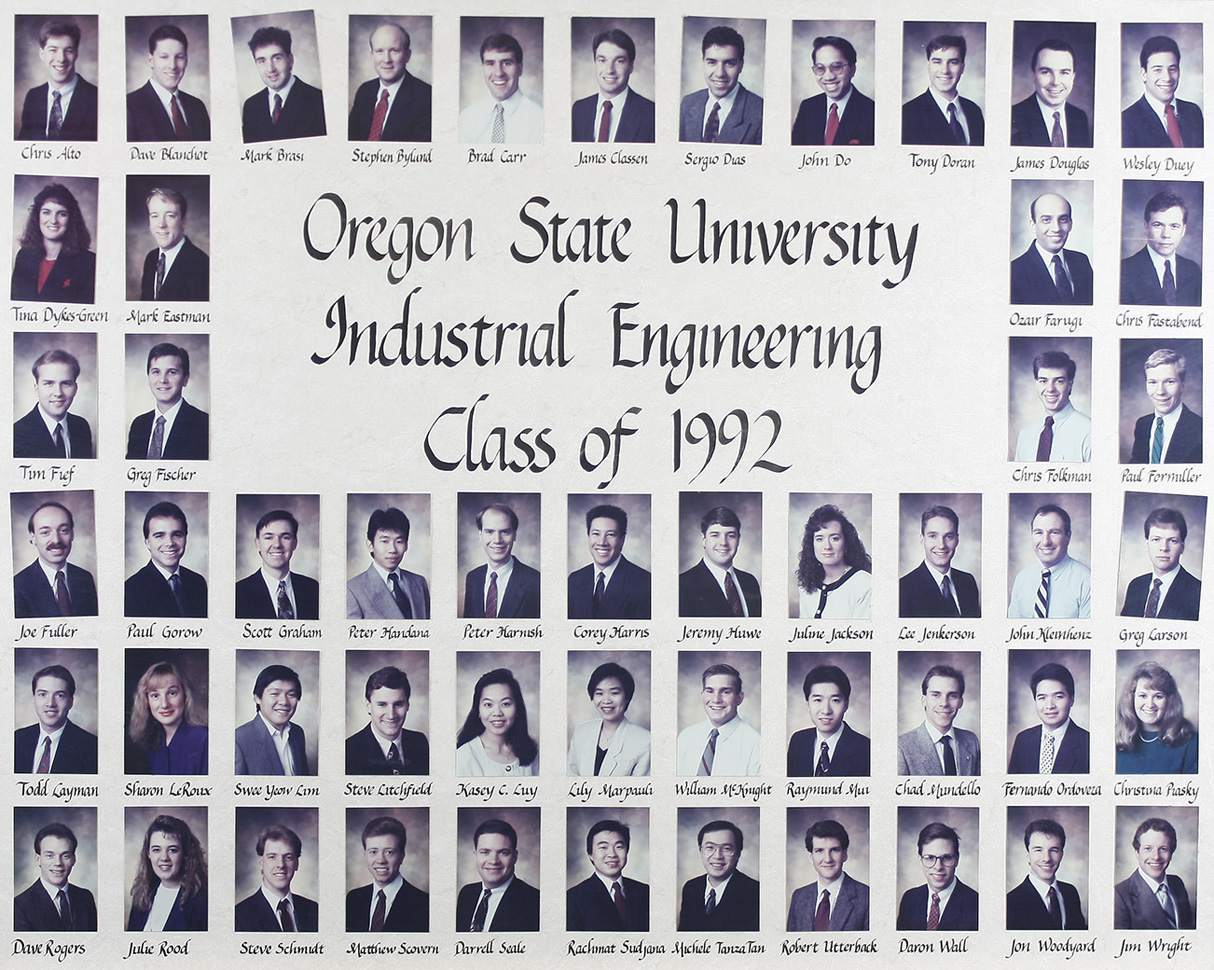 Chris Alto
Dave Blanchot
Mark Brasi
Stephen Bylund
Brad Carr
James Classen
Sergio Dias
John Do
Tony Doran
James Douglas
Wesley Duey
Oregon State University
Industrial Engineering
Class of 1992
Tina Dykes-Green
Mark Eastman
Ozair Farugi
Chris Fastabend
Tim Fief
Greg Fischer
Chris Folkman
Paul Formiller
Joe Fuller
Paul Gorow
Scott Graham
Peter Handana
Peter Harnish
Corey Harris
Jeremy Hawe
Juline Jackson
Lee Jenkerson
John Kleinhenz
Greg Larson
Todd Layman
Sharon LeRoux
Swee Yeow Lim
Steve Litchfield
Kasey C. Luy
Lily Marpauli
William McKnight
Raymund Mui
Chad Mundello
Fernando Ordoveza
Christina Piasky
Dave Rogers
Julie Rood
Steve Schmidt
Matthew Scovern
Darrell Seale
Rachmat Sudjana
Michele TanzaTan
Robert Utterback
Daron Wall
Jon Woodyard
Jim Wright